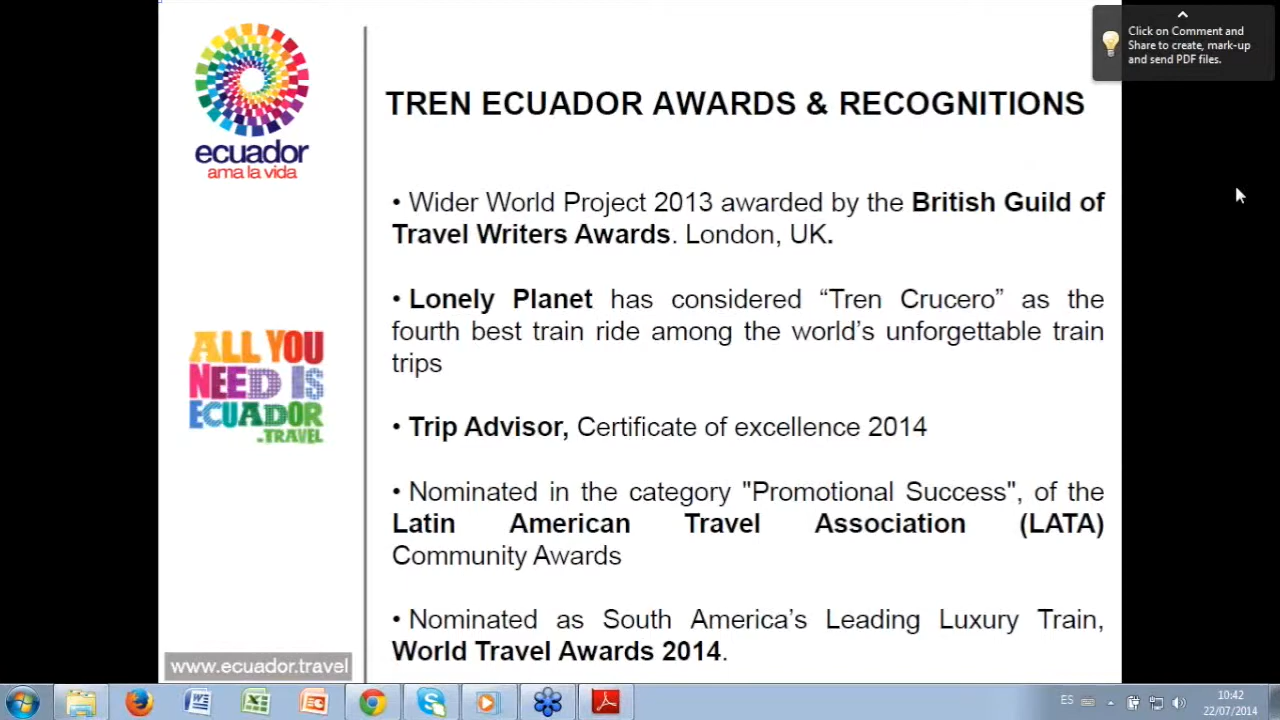 Click on Comment and
Share to create, mark-up
and send PDF files.
ecuador
ama la vida
TREN ECUADOR AWARDS & RECOGNITIONS
• Wider World Project 2013 awarded by the British Guild of
Travel Writers Awards. London, UK.
• Lonely Planet has considered “Tren Crucero” as the
fourth best train ride among the world’s unforgettable train
trips
ALL YOU
NEED IS
ECUADOR
.TRAVEL
• Trip Advisor, Certificate of excellence 2014
• Nominated in the category "Promotional Success", of the
Latin American Travel Association (LATA)
Community Awards
• Nominated as South America’s Leading Luxury Train,
World Travel Awards 2014.
www.ecuador.travel
ES
10:42
22/07/2014